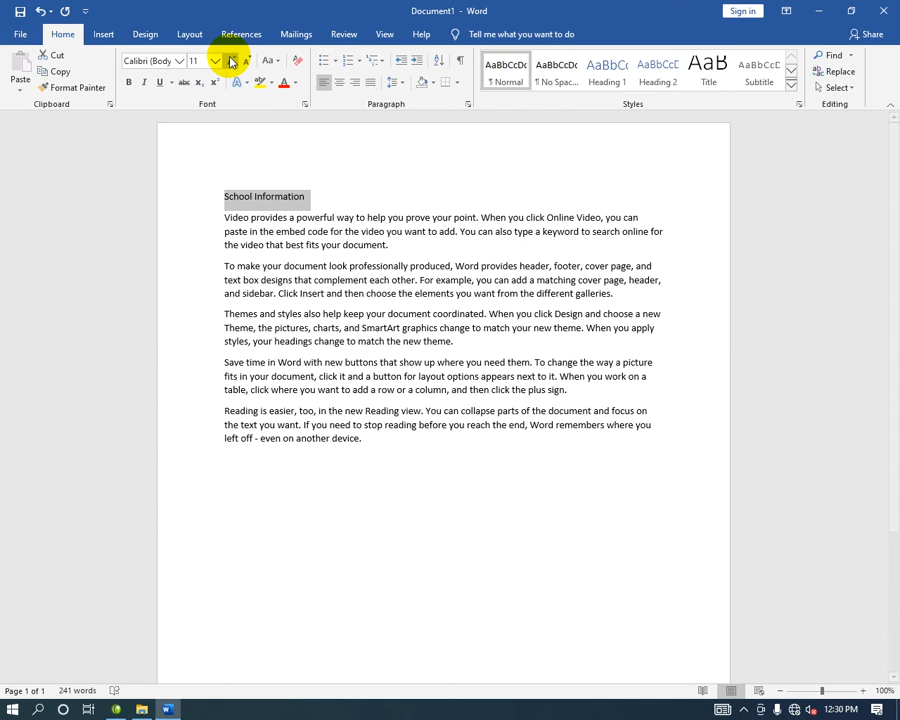 Document1 - Word
Sign in
File Home Insert Design Layout References Mailings Review View Help Tell me what you want to do Share
Paste
Cut
Copy
Format Painter
Clipboard
Calibri (Body 11
Aa
Font
Paragraph
AaBbCcDc AaBbCcDc AaBbCc AaBbCcD AaB AaBbCcD
¶ Normal ¶ No Spac... Heading 1 Heading 2 Title Subtitle
Styles
Find
Replace
Select
Editing
School Information
Video provides a powerful way to help you prove your point. When you click Online Video, you can
paste in the embed code for the video you want to add. You can also type a keyword to search online for
the video that best fits your document.
To make your document look professionally produced, Word provides header, footer, cover page, and
text box designs that complement each other. For example, you can add a matching cover page, header,
and sidebar. Click Insert and then choose the elements you want from the different galleries.
Themes and styles also help keep your document coordinated. When you click Design and choose a new
Theme, the pictures, charts, and SmartArt graphics change to match your new theme. When you apply
styles, your headings change to match the new theme.
Save time in Word with new buttons that show up where you need them. To change the way a picture
fits in your document, click it and a button for layout options appears next to it. When you work on a
table, click where you want to add a row or a column, and then click the plus sign.
Reading is easier, too, in the new Reading view. You can collapse parts of the document and focus on
the text you want. If you need to stop reading before you reach the end, Word remembers where you
left off - even on another device.
Page 1 of 1 241 words
100%
12:30 PM